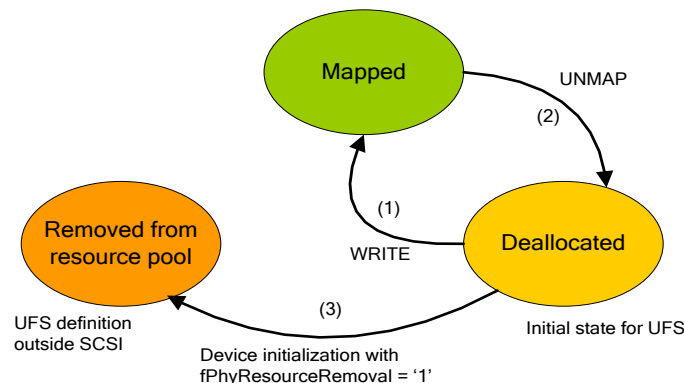 Mapped
UNMAP
(2)
(1)
WRITE
Removed from
resource pool
Deallocated
(3)
UFS definition
outside SCSI
Initial state for UFS
Device initialization with
fPhyResourceRemoval = ‘1’